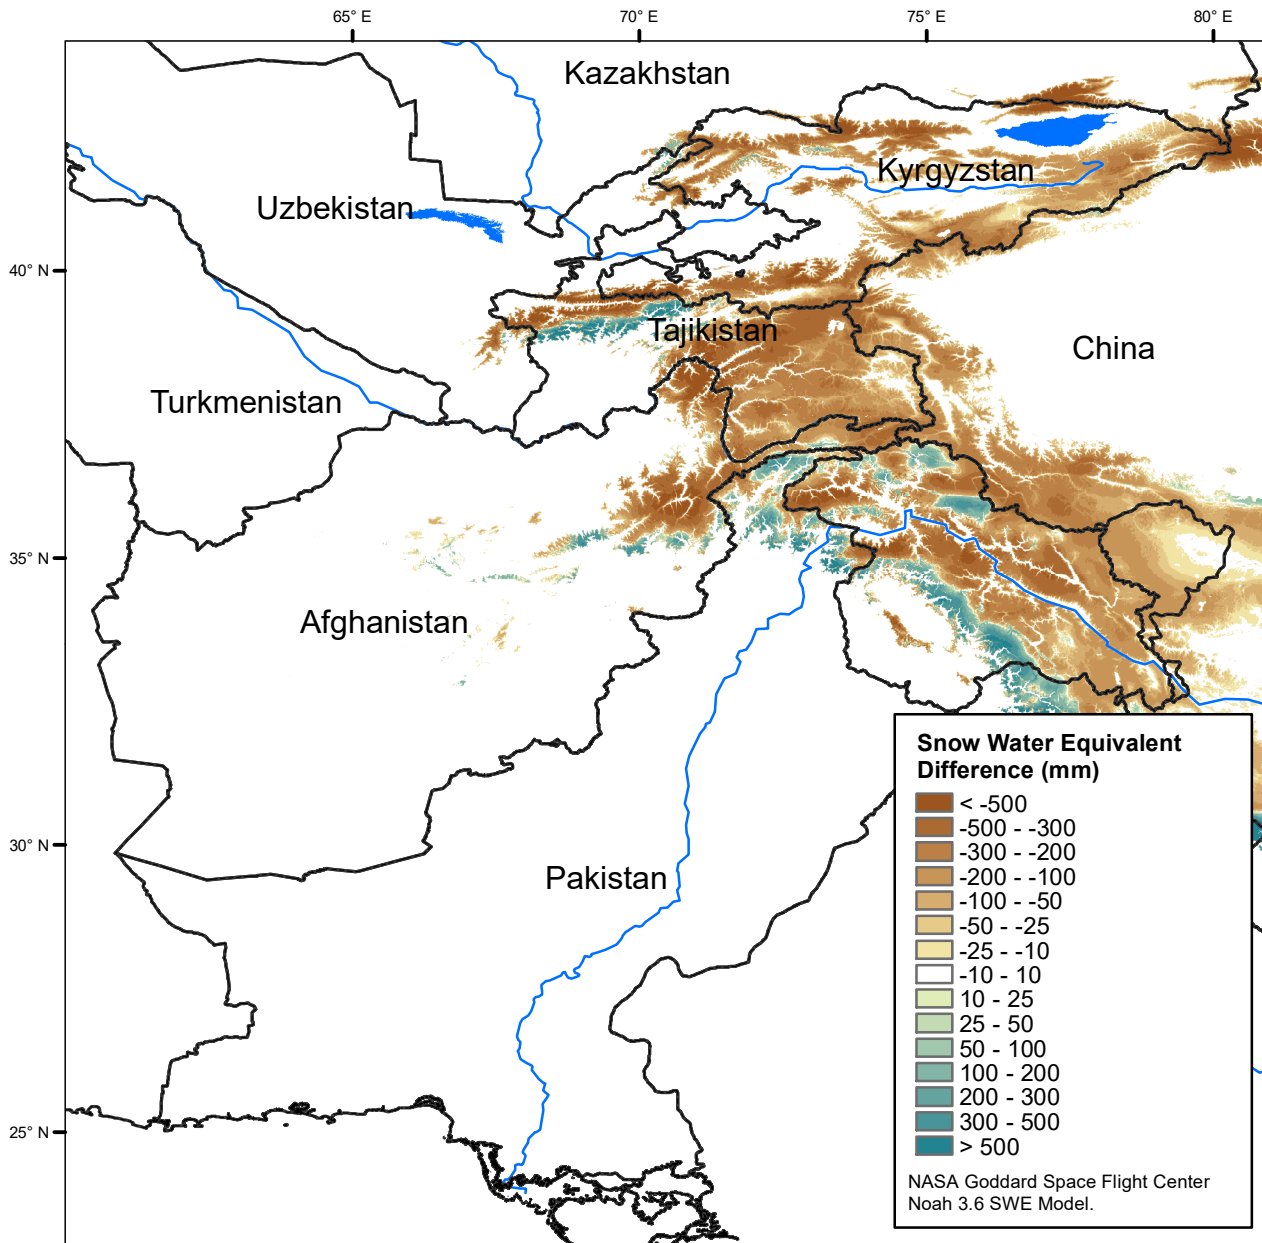 65° E
70° E
75° E
80° E
Kazakhstan
Kyrgyzstan
Uzbekistan
40° N
Tajikistan
China
Turkmenistan
35° N
Afghanistan
Snow Water Equivalent
Difference (mm)
< -500
-500 - -300
-300 - -200
-200 - -100
-100 - -50
-50 - -25
-25 - -10
-10 - 10
10 - 25
25 - 50
50 - 100
100 - 200
200 - 300
300 - 500
> 500
NASA Goddard Space Flight Center
Noah 3.6 SWE Model.
30° N
Pakistan
25° N